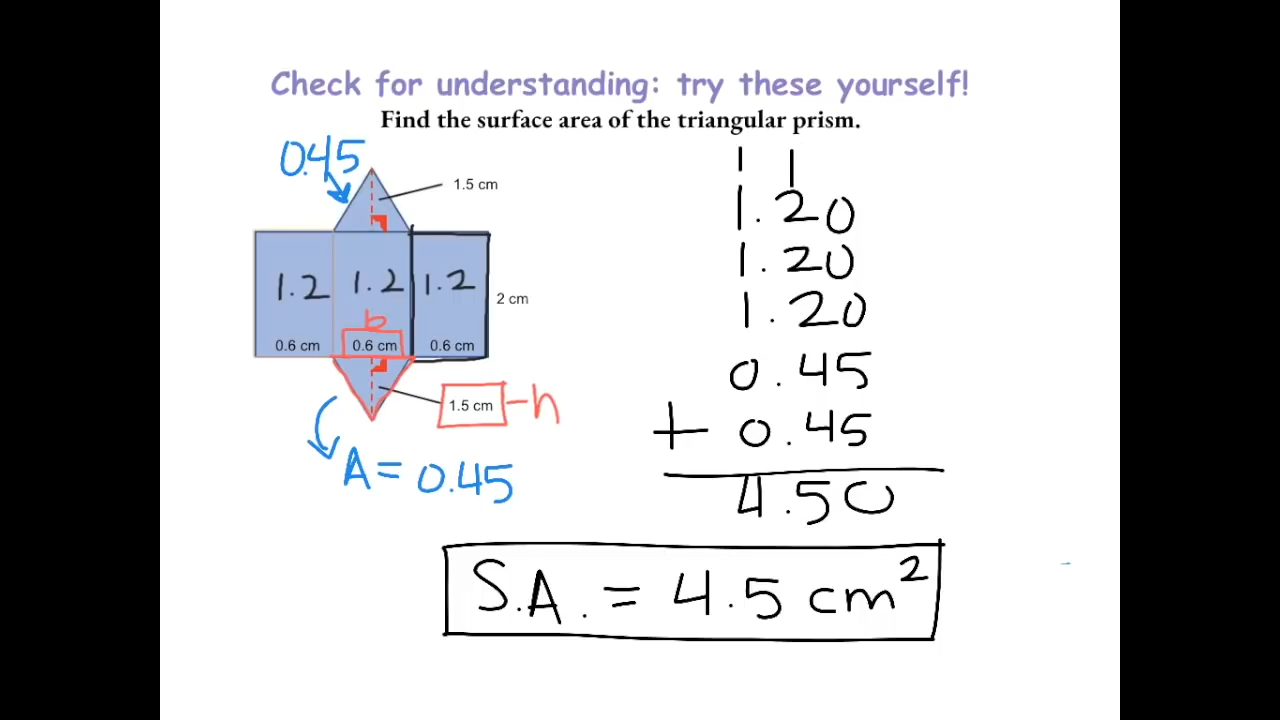 Check for understanding: try these yourself!
Find the surface area of the triangular prism.
0.45
1.5 cm
1.2 1.2 1.2
2 cm
b
0.6 cm 0.6 cm 0.6 cm
1.5 cm - h
A = 0.45
1 1
1.20
1.20
1.20
0.45
+ 0.45
4.50
S.A. = 4.5 cm²